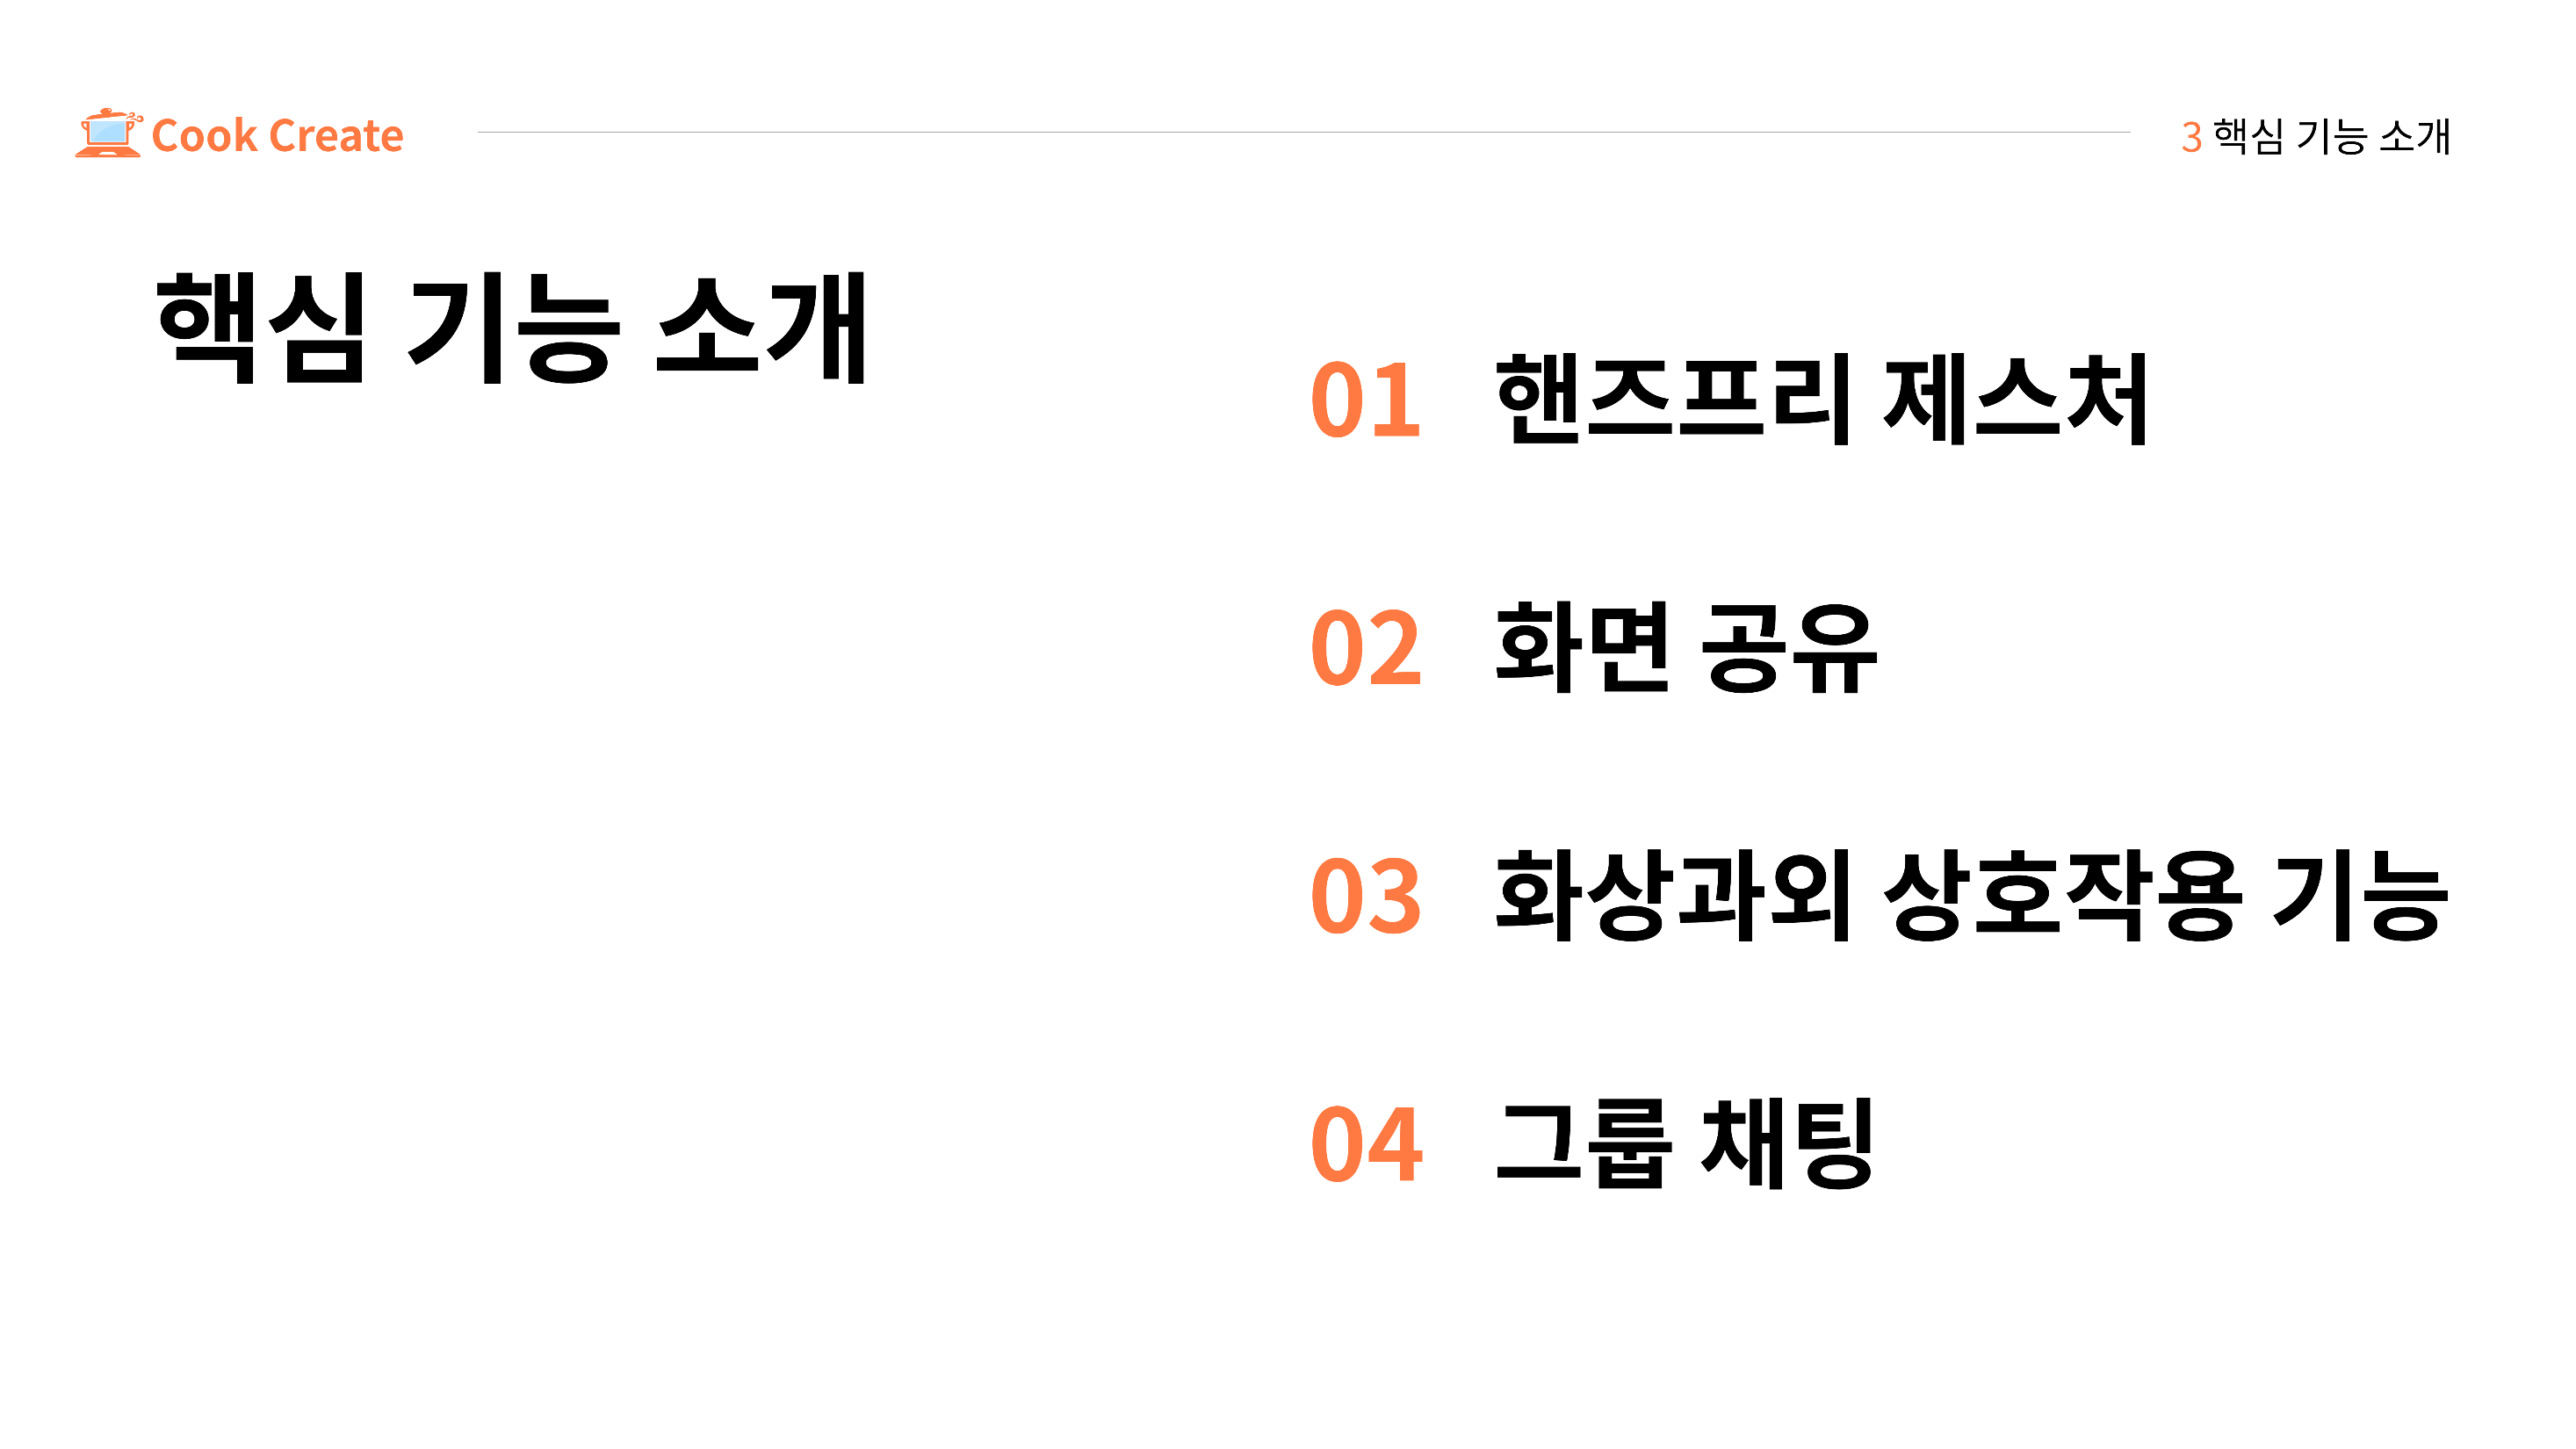 Cook Create
3 핵심 기능 소개
핵심 기능 소개
01 핸즈프리 제스처
02 화면 공유
03 화상과외 상호작용 기능
04 그룹 채팅